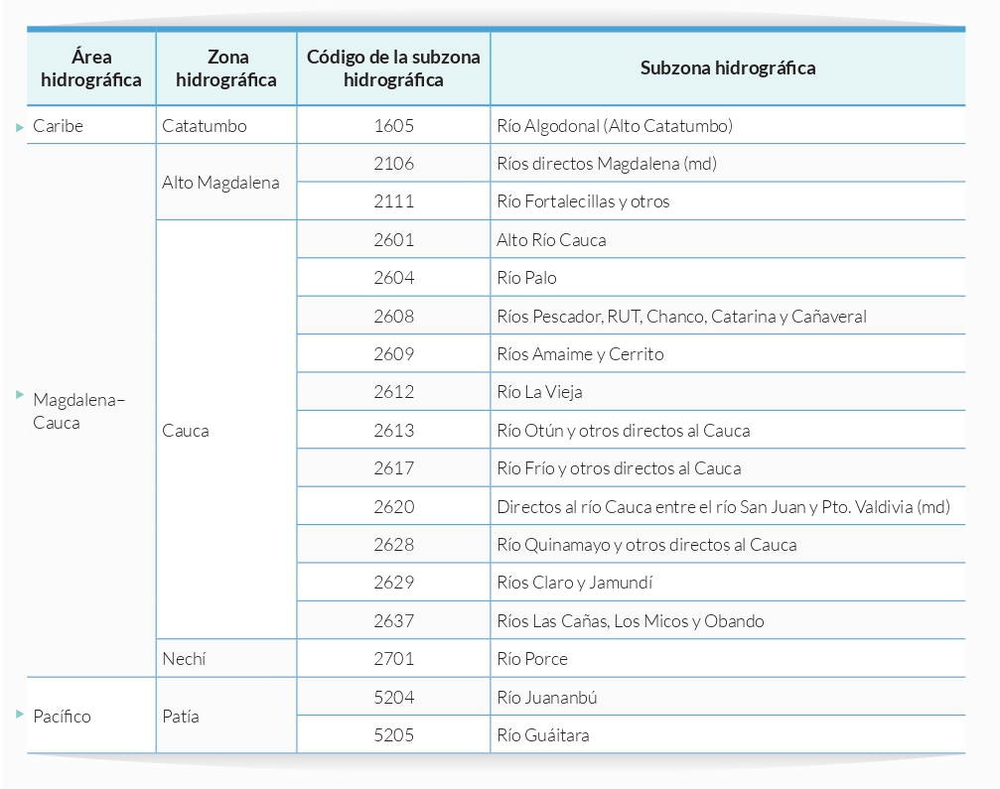 Área hidrográfica
Zona hidrográfica
Código de la subzona hidrográfica
Subzona hidrográfica
Caribe
Catatumbo
1605
Río Algodonal (Alto Catatumbo)
Magdalena–
Cauca
Alto Magdalena
2106
Ríos directos Magdalena (md)
2111
Río Fortalecillas y otros
Cauca
2601
Alto Río Cauca
2604
Río Palo
2608
Ríos Pescador, RUT, Chanco, Catarina y Cañaveral
2609
Ríos Amaime y Cerrito
2612
Río La Vieja
2613
Río Otún y otros directos al Cauca
2617
Río Frío y otros directos al Cauca
2620
Directos al río Cauca entre el río San Juan y Pto. Valdivia (md)
2628
Río Quinamayo y otros directos al Cauca
2629
Ríos Claro y Jamundí
2637
Ríos Las Cañas, Los Micos y Obando
Nechí
2701
Río Porce
Pacífico
Patía
5204
Río Juananbú
5205
Río Guáitara